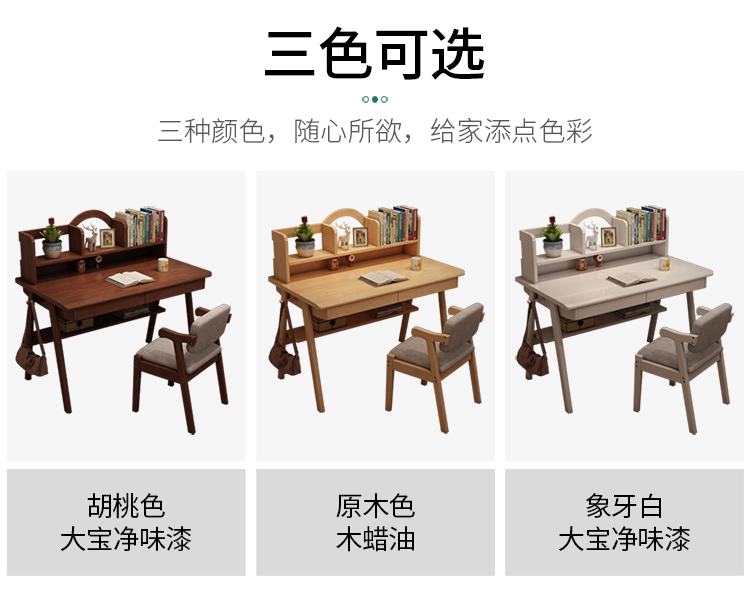 三色可选
三种颜色，随心所欲，给家添点色彩
胡桃色
大宝净味漆
原木色
木蜡油
象牙白
大宝净味漆